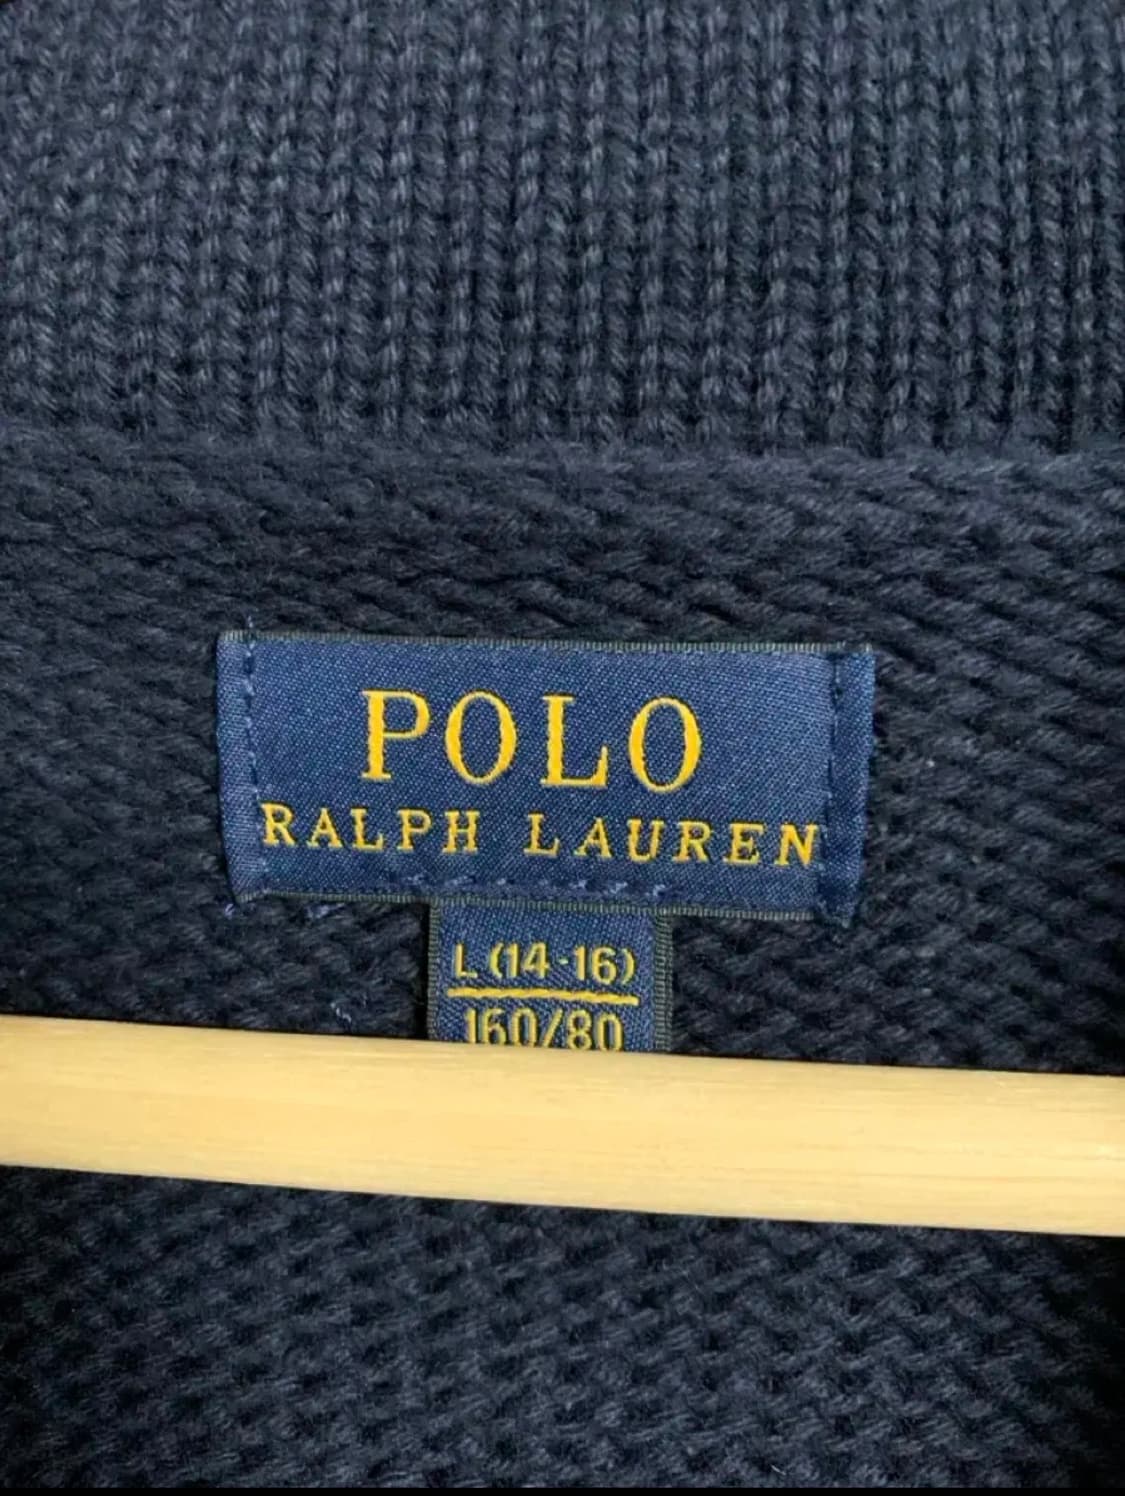 POLO
RALPH LAUREN
L (14-16)
160/80